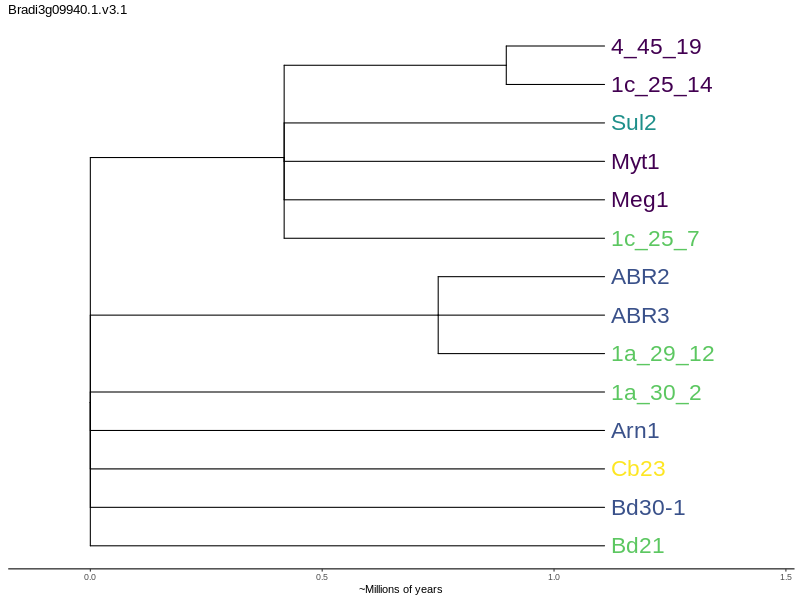 Bradi3g09940.1.v3.1
4_45_19
1c_25_14
Sul2
Myt1
Meg1
1c_25_7
ABR2
ABR3
1a_29_12
1a_30_2
Arn1
Cb23
Bd30-1
Bd21
0.0 0.5 1.0 1.5
~Millions of years